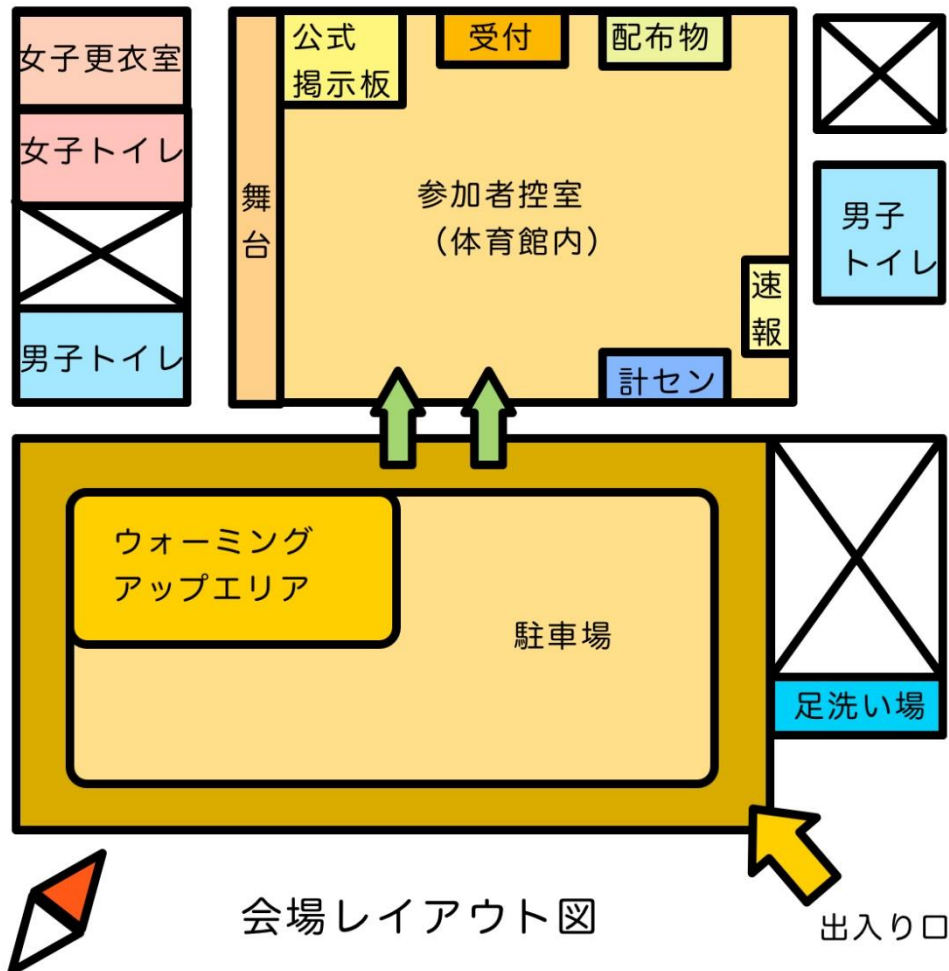 女子更衣室
女子トイレ
男子トイレ
舞
台
公式
掲示板
受付
配布物
参加者控室
（体育館内）
速
報
計セン
男子
トイレ
ウォーミング
アップエリア
駐車場
足洗い場
会場レイアウト図
出入り口